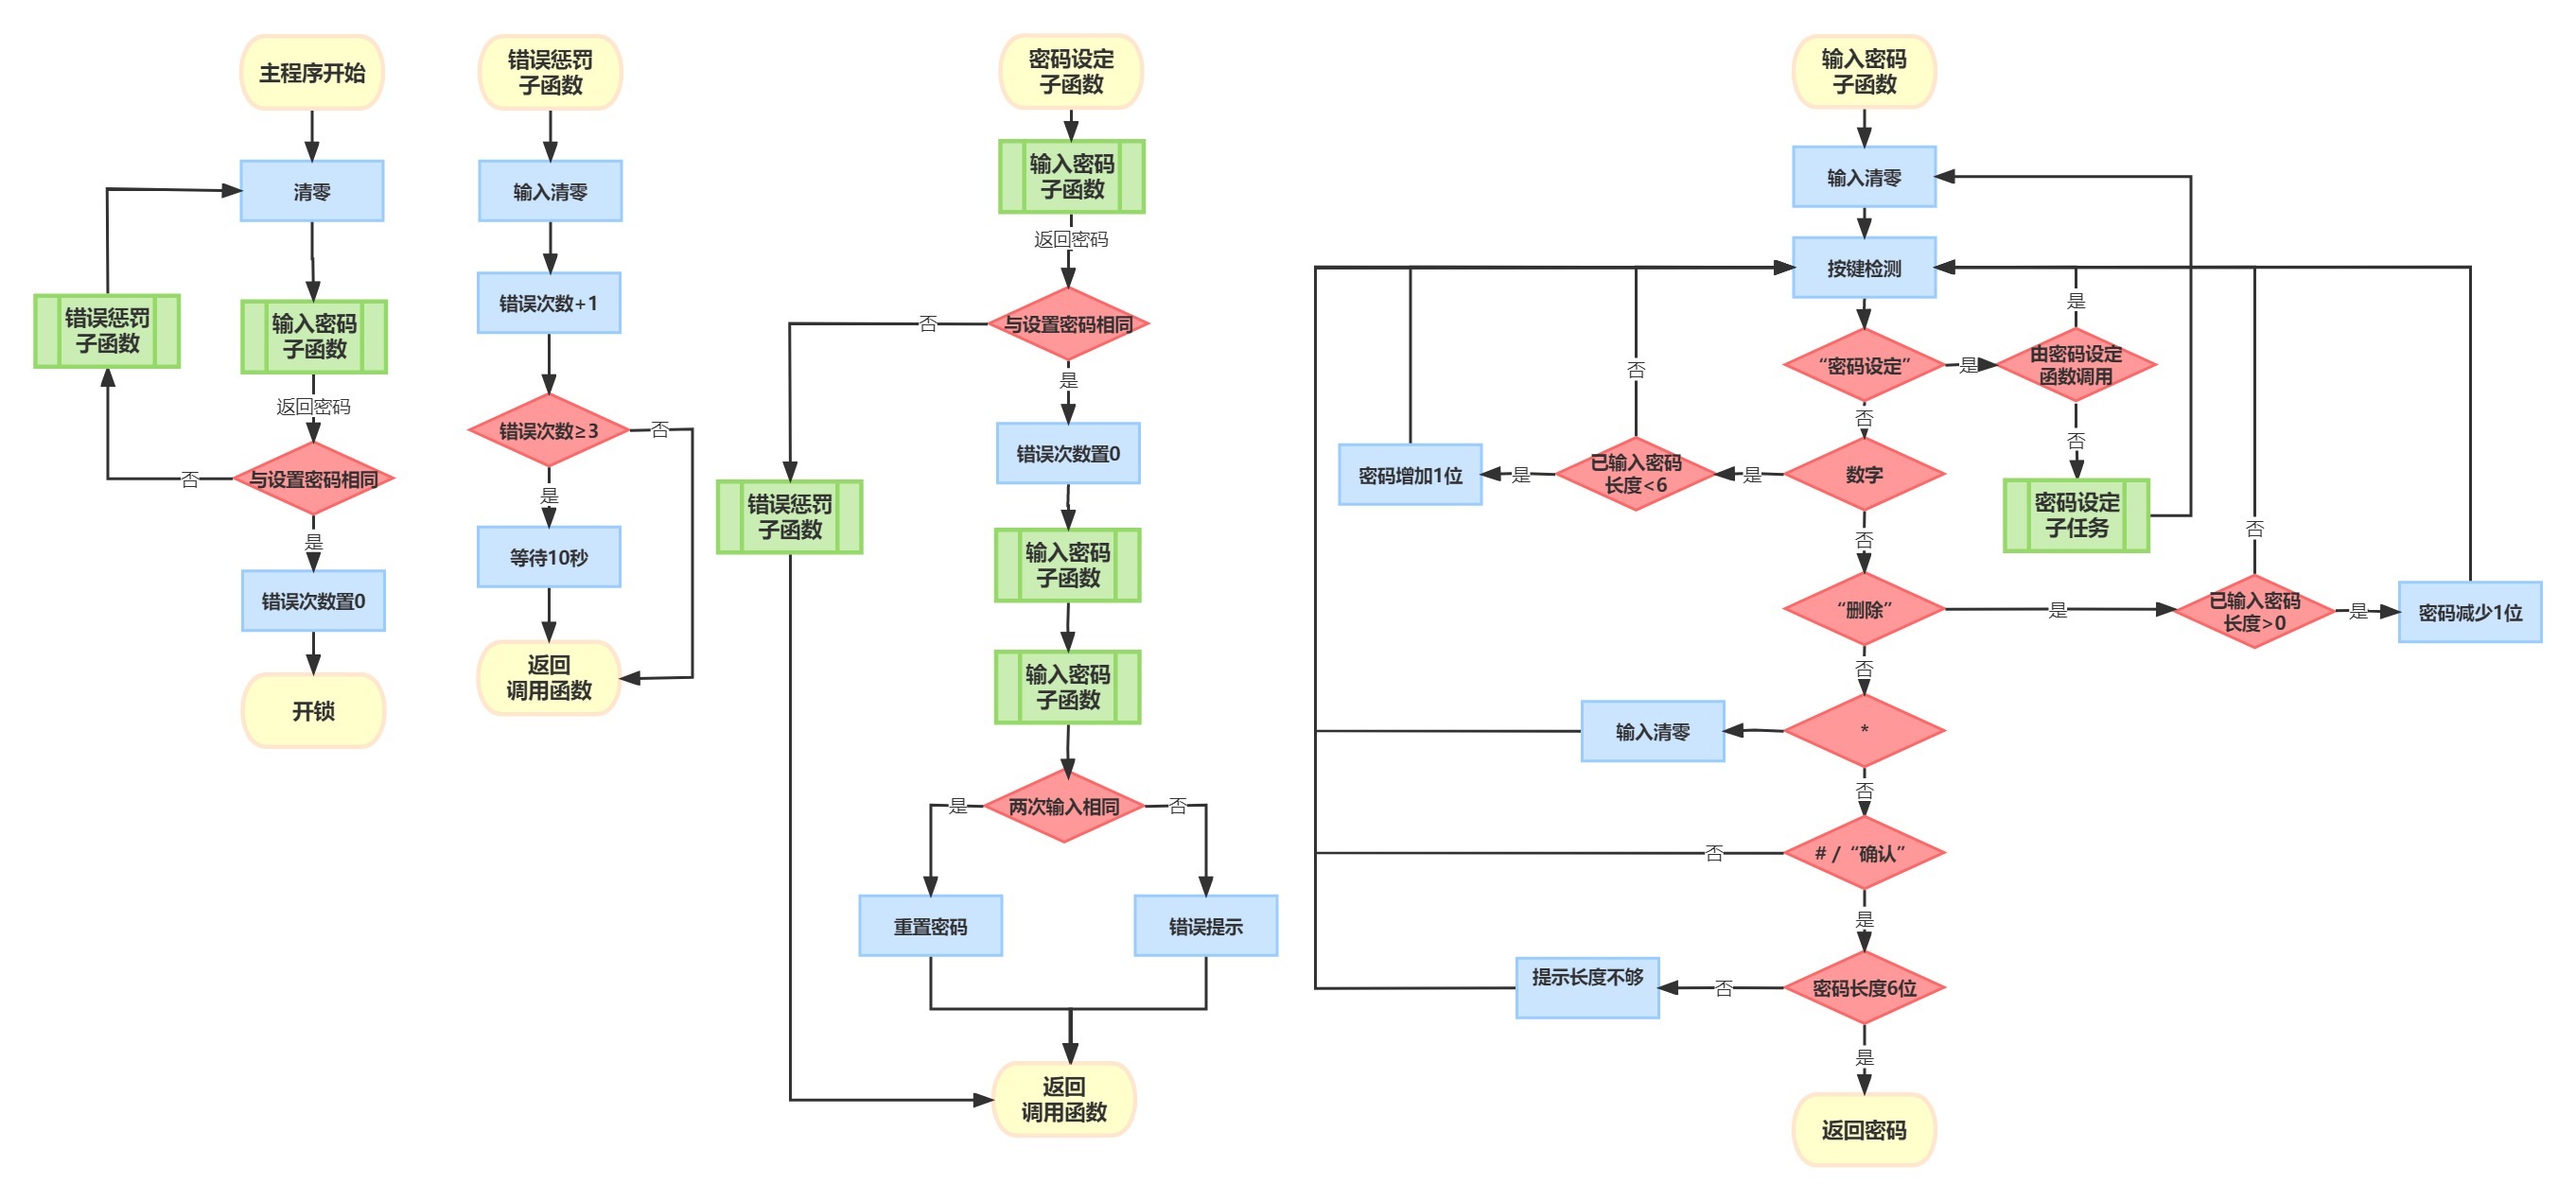 主程序开始
清零
错误惩罚
子函数
输入密码
子函数
返回密码
与设置密码相同
否
是
错误次数置0
开锁
错误惩罚
子函数
输入清零
错误次数+1
错误次数≥3
否
是
等待10秒
返回
调用函数
密码设定
子函数
输入密码
子函数
返回密码
与设置密码相同
否
是
错误惩罚
子函数
错误次数置0
输入密码
子函数
输入密码
子函数
两次输入相同
是
否
重置密码
错误提示
返回
调用函数
输入密码
子函数
输入清零
按键检测
“密码设定”
是
由密码设定
函数调用
是
否
密码设定
子任务
否
数字
是
已输入密码
长度<6
否
是
密码增加1位
否
“删除”
是
已输入密码
长度>0
否
是
密码减少1位
否
*
输入清零
否
# / “确认”
否
是
密码长度6位
否
提示长度不够
是
返回密码